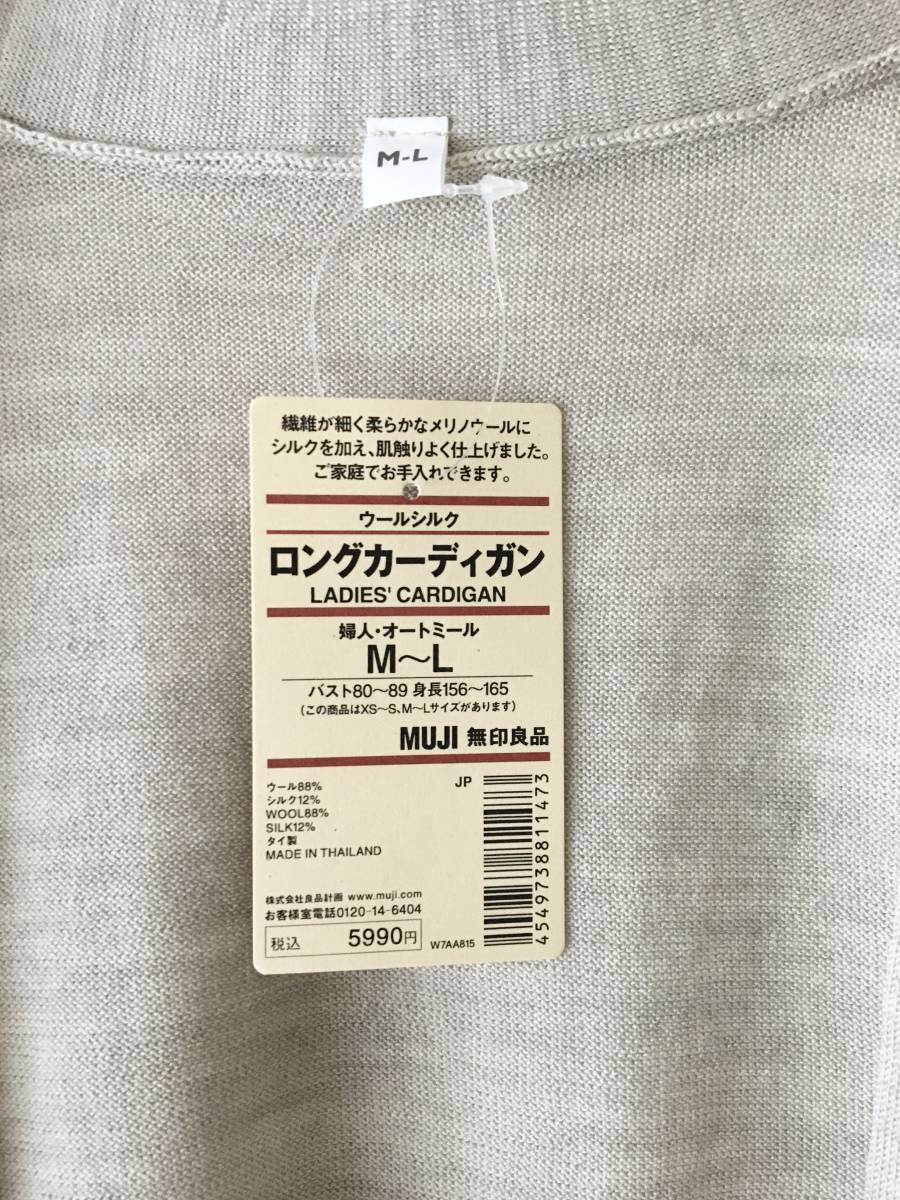 M-L
繊維が細く柔らかなメリノウールに
シルクを加え、肌触りよく仕上げました。
ご家庭でお手入れできます。
ウールシルク
ロングカーディガン
LADIES' CARDIGAN
婦人・オートミール
M〜L
バスト80〜89 身長156〜165
(この商品はXS〜S、M〜Lサイズがあります)
MUJI 無印良品
JP
ウール88%
シルク12%
WOOL88%
SILK12%
タイ製
MADE IN THAILAND
株式会社良品計画 www.muji.com
お客様室電話0120-14-6404
税込 5990円
W7AA815
4549738811473